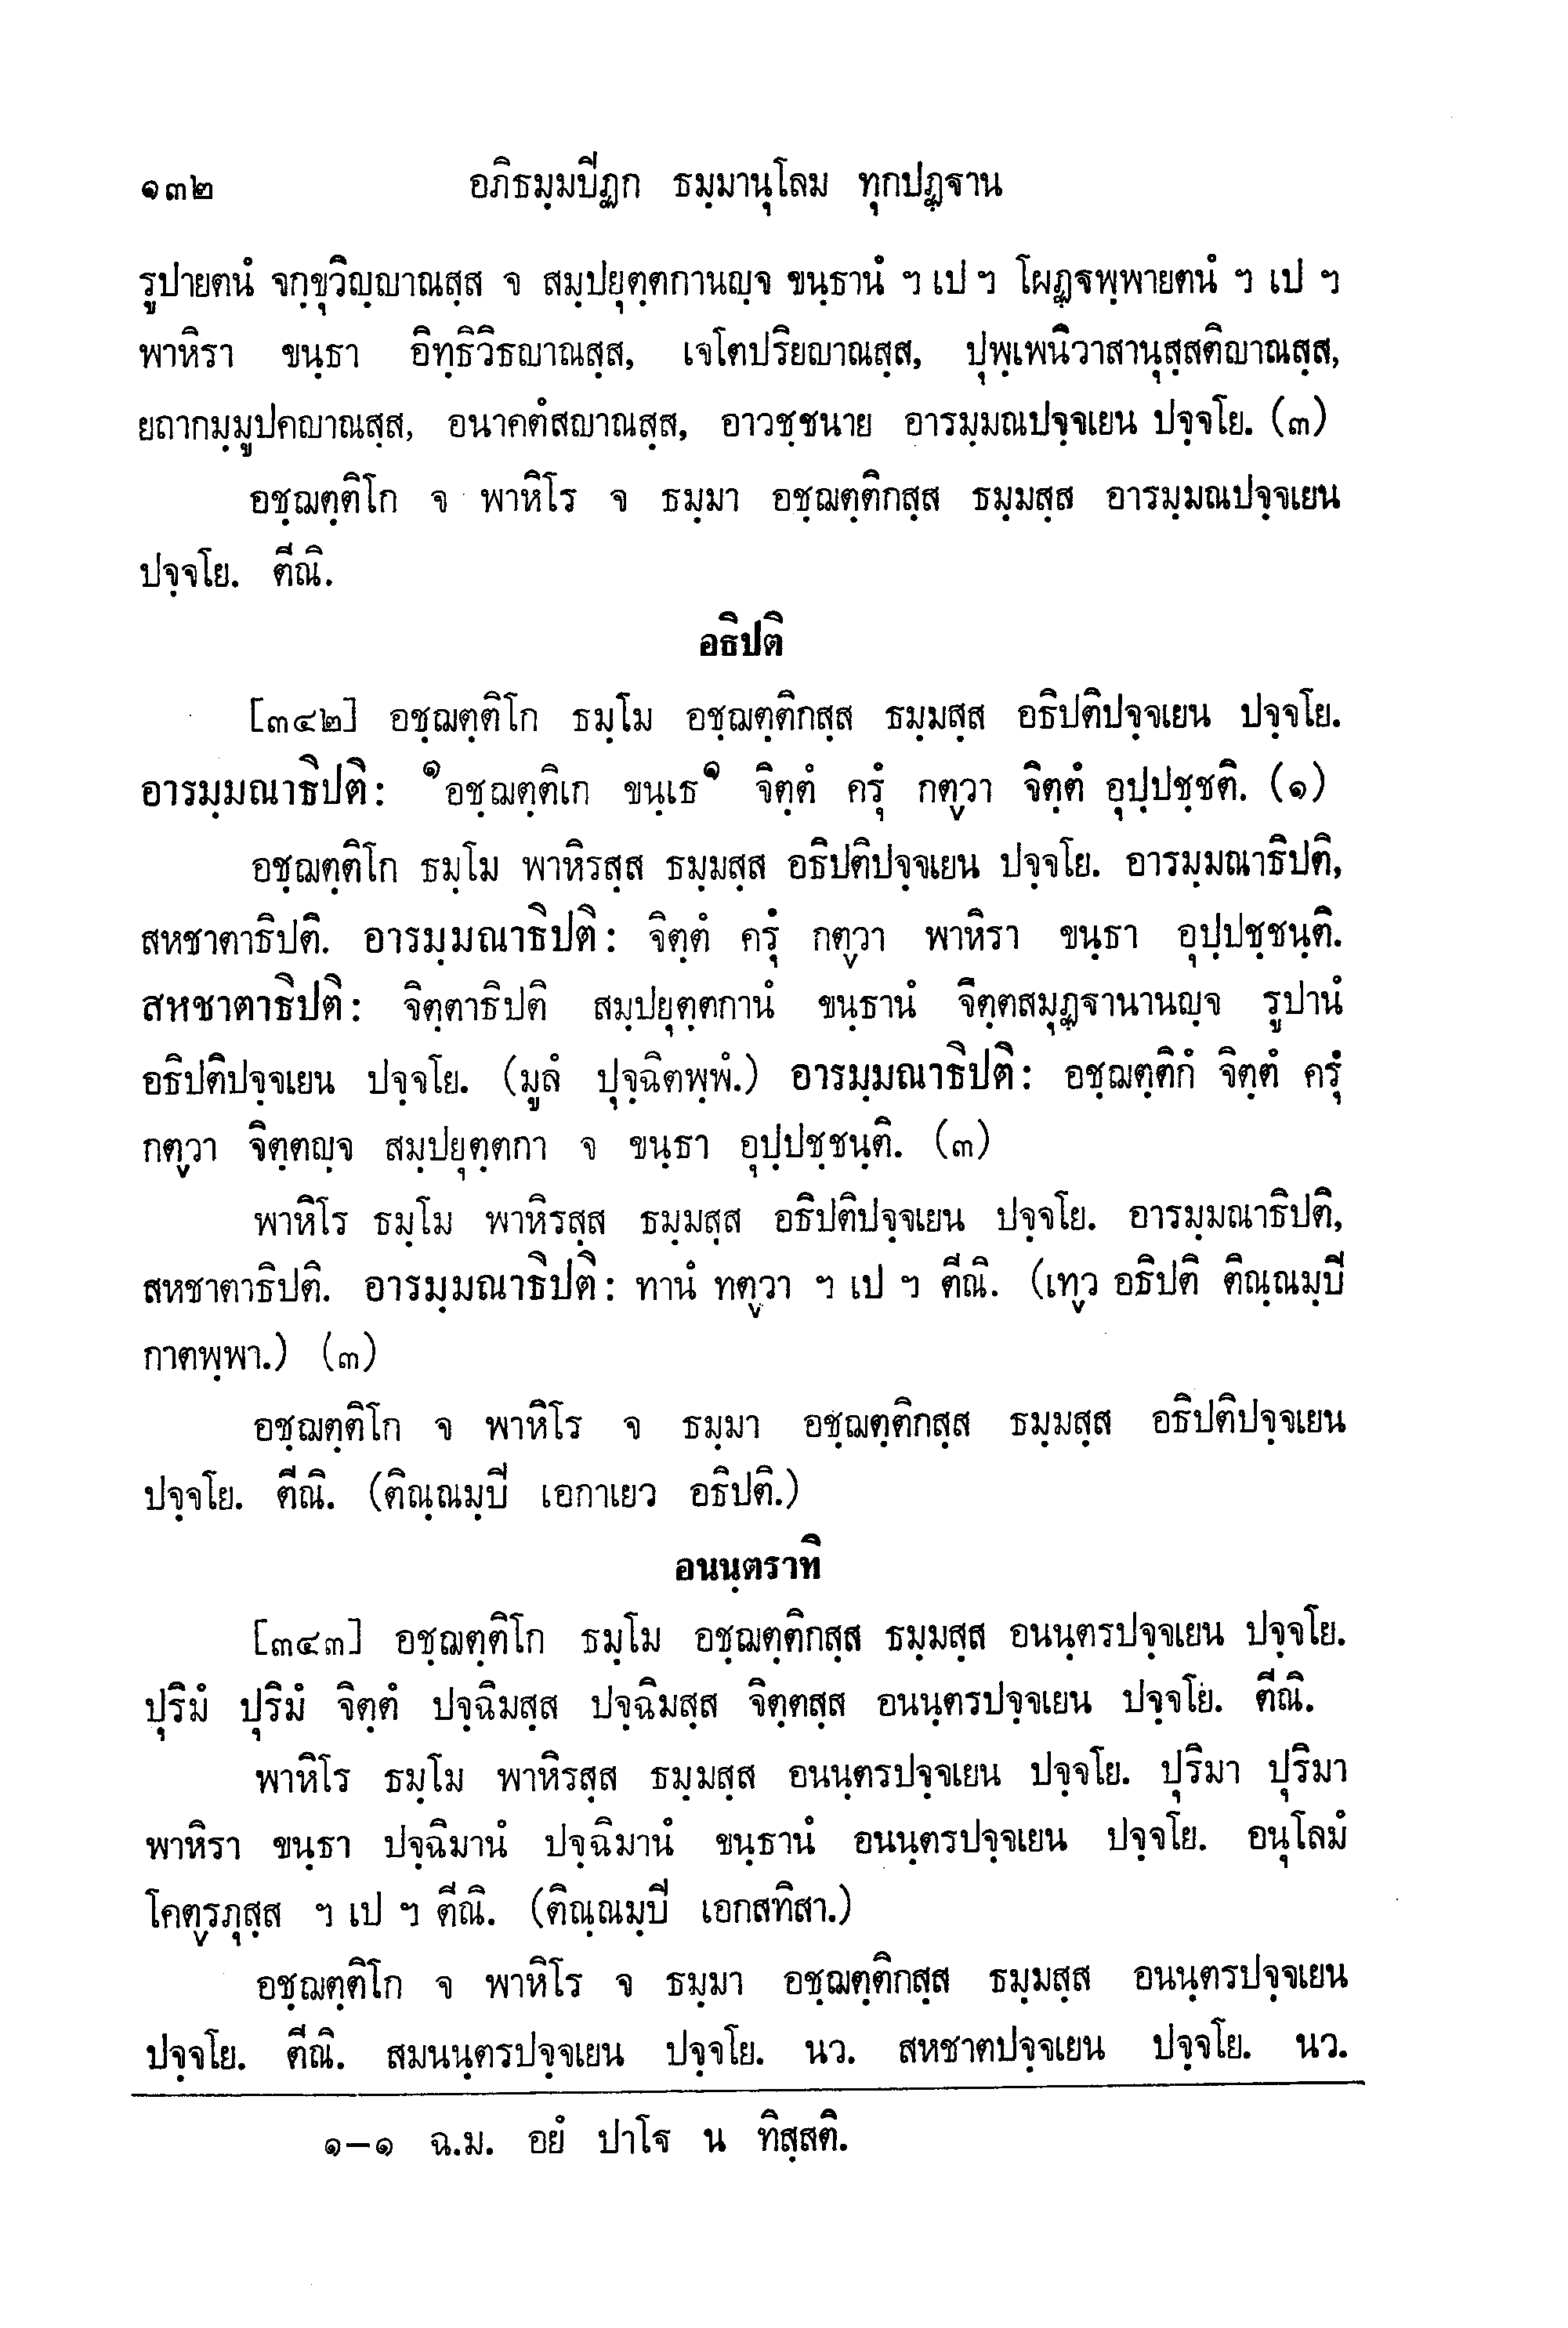 ๑๓๒ อภิธมฺมปิฏก ธมฺมานุโลม ทุกปฏฺฐาน
รูปายตนํ จกฺขุวิญฺญาณสฺส จ สมฺปยุตฺตกานญฺจ ขนฺธานํ ฯ เป ฯ โผฏฺฐพฺพายตนํ ฯ เป ฯ
พาหิรา ขนฺธา อิทฺธิวิธญาณสฺส, เจโตปริยญาณสฺส, ปุพฺเพนิวาสานุสฺสติญาณสฺส,
ยถากมฺมูปคญาณสฺส, อนาคตํสญาณสฺส, อาวชฺชนาย อารมฺมณปจฺจเยน ปจฺจโย. (๓)
อชฺฌตฺติโก จ พาหิโร จ ธมฺมา อชฺฌตฺติกสฺส ธมฺมสฺส อารมฺมณปจฺจเยน
ปจฺจโย. ตีณิ.
อธิปติ
[๓๔๒] อชฺฌตฺติโก ธมฺโม อชฺฌตฺติกสฺส ธมฺมสฺส อธิปติปจฺจเยน ปจฺจโย.
อารมฺมณาธิปติ: ๑อชฺฌตฺติเก ขนฺเธ๑ จิตฺตํ ครุํ กตฺวา จิตฺตํ อุปฺปชฺชติ. (๑)
อชฺฌตฺติโก ธมฺโม พาหิรสฺส ธมฺมสฺส อธิปติปจฺจเยน ปจฺจโย. อารมฺมณาธิปติ,
สหชาตาธิปติ. อารมฺมณาธิปติ: จิตฺตํ ครุํ กตฺวา พาหิรา ขนฺธา อุปฺปชฺชนฺติ.
สหชาตาธิปติ: จิตฺตาธิปติ สมฺปยุตฺตกานํ ขนฺธานํ จิตฺตสมุฏฺฐานานญฺจ รูปานํ
อธิปติปจฺจเยน ปจฺจโย. (มูลํ ปุจฺฉิตพฺพํ.) อารมฺมณาธิปติ: อชฺฌตฺติกํ จิตฺตํ ครุํ
กตฺวา จิตฺตญฺจ สมฺปยุตฺตกา จ ขนฺธา อุปฺปชฺชนฺติ. (๓)
พาหิโร ธมฺโม พาหิรสฺส ธมฺมสฺส อธิปติปจฺจเยน ปจฺจโย. อารมฺมณาธิปติ,
สหชาตาธิปติ. อารมฺมณาธิปติ: ทานํ ทตฺวา ฯ เป ฯ ตีณิ. (เทฺว อธิปติ ติณฺณมฺปิ
กาตพฺพา.) (๓)
อชฺฌตฺติโก จ พาหิโร จ ธมฺมา อชฺฌตฺติกสฺส ธมฺมสฺส อธิปติปจฺจเยน
ปจฺจโย. ตีณิ. (ติณฺณมฺปิ เอกาเยว อธิปติ.)
อนนฺตราทิ
[๓๔๓] อชฺฌตฺติโก ธมฺโม อชฺฌตฺติกสฺส ธมฺมสฺส อนนฺตรปจฺจเยน ปจฺจโย.
ปุริมํ ปุริมํ จิตฺตํ ปจฺฉิมสฺส ปจฺฉิมสฺส จิตฺตสฺส อนนฺตรปจฺจเยน ปจฺจโย. ตีณิ.
พาหิโร ธมฺโม พาหิรสฺส ธมฺมสฺส อนนฺตรปจฺจเยน ปจฺจโย. ปุริมา ปุริมา
พาหิรา ขนฺธา ปจฺฉิมานํ ปจฺฉิมานํ ขนฺธานํ อนนฺตรปจฺจเยน ปจฺจโย. อนุโลมํ
โคตฺรภุสฺส ฯ เป ฯ ตีณิ. (ติณฺณมฺปิ เอกสทิสา.)
อชฺฌตฺติโก จ พาหิโร จ ธมฺมา อชฺฌตฺติกสฺส ธมฺมสฺส อนนฺตรปจฺจเยน
ปจฺจโย. ตีณิ. สมนนฺตรปจฺจเยน ปจฺจโย. นว. สหชาตปจฺจเยน ปจฺจโย. นว.
๑-๑ ฉ.ม. อยํ ปาโฐ น ทิสฺสติ.